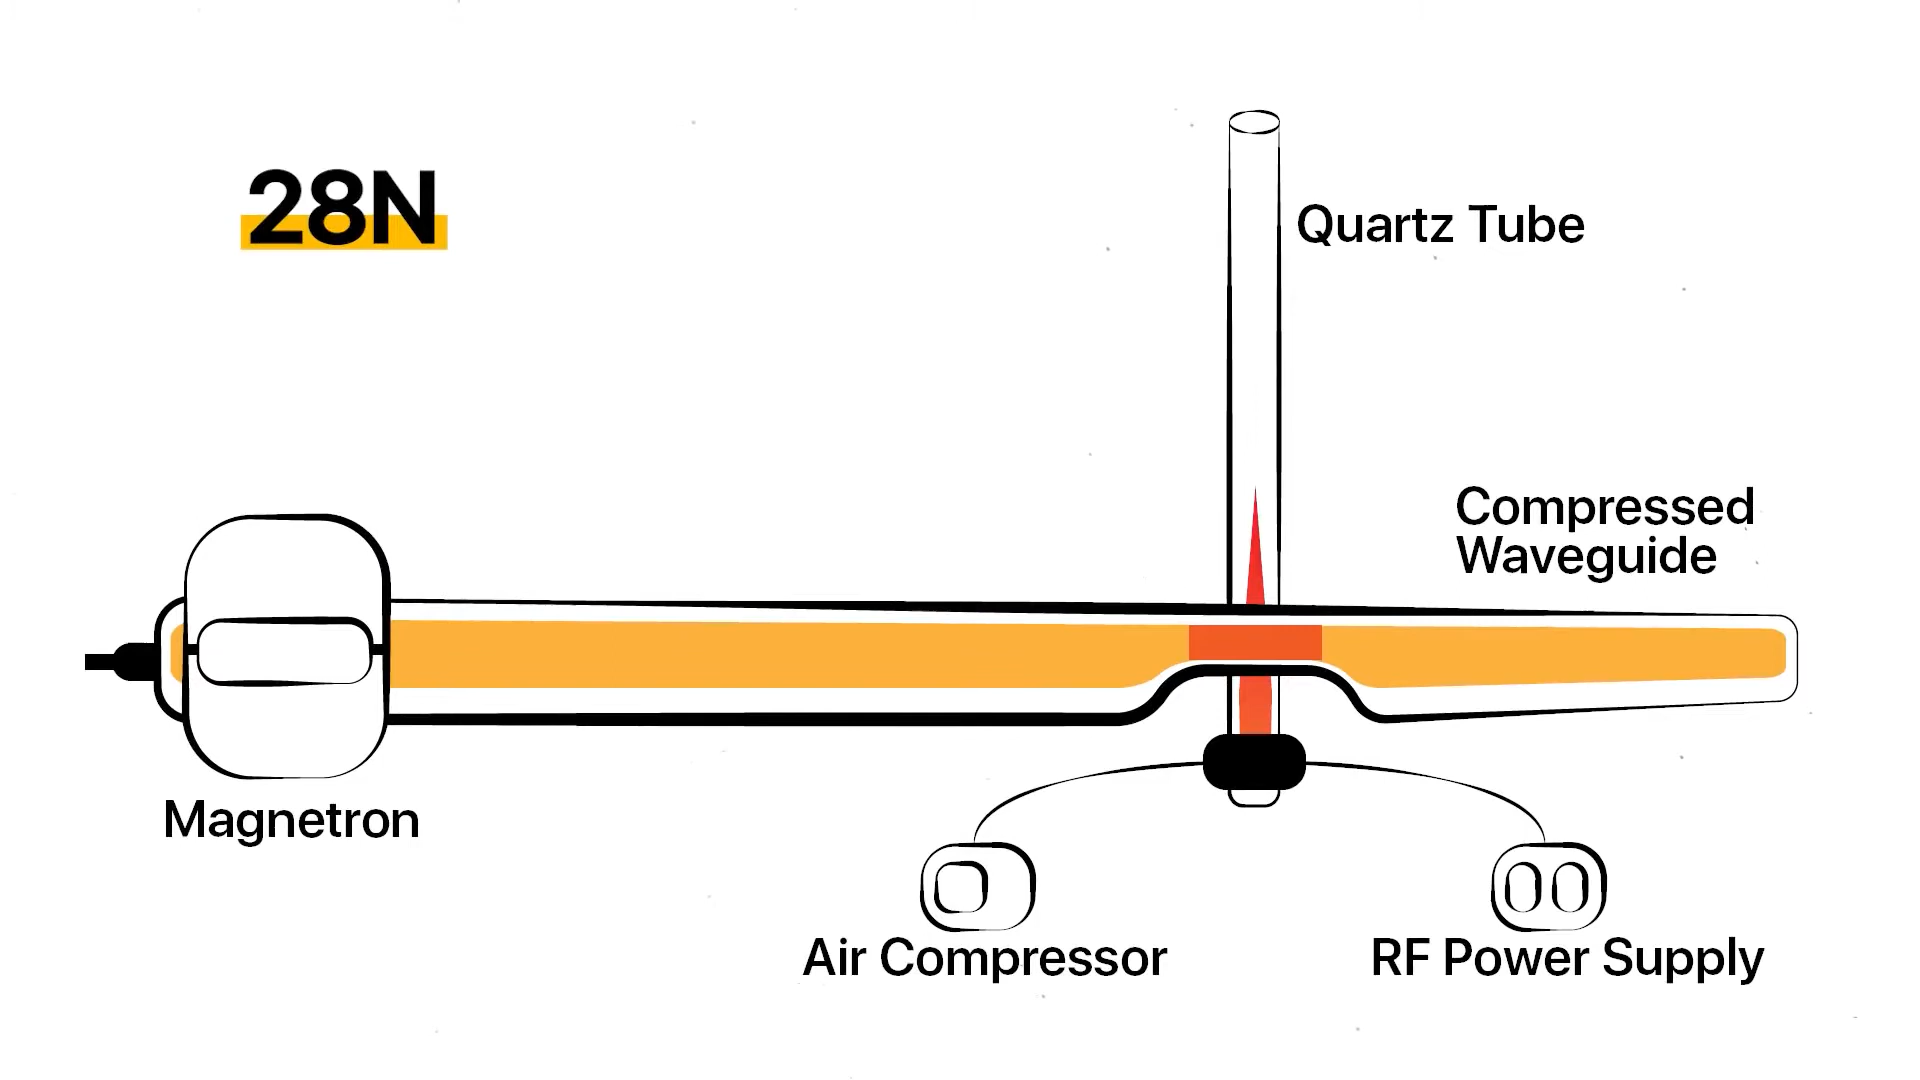 28N
Quartz Tube
Compressed
Waveguide
Magnetron
Air Compressor
RF Power Supply